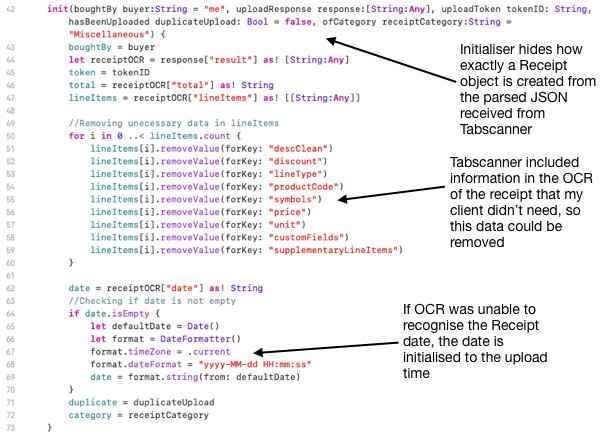 42 init(boughtBy buyer:String = "me", uploadResponse response:[String:Any], uploadToken tokenID: String,
hasBeenUploaded duplicateUpload: Bool = false, ofCategory receiptCategory:String =
"Miscellaneous") {
43 boughtBy = buyer
44 let receiptOCR = response["result"] as! [String:Any]
45 token = tokenID
46 total = receiptOCR["total"] as! String
47 lineItems = receiptOCR["lineItems"] as! [[String:Any]]
48
49 //Removing unecessary data in lineItems
50 for i in 0 ..< lineItems.count {
51 lineItems[i].removeValue(forKey: "descClean")
52 lineItems[i].removeValue(forKey: "discount")
53 lineItems[i].removeValue(forKey: "lineType")
54 lineItems[i].removeValue(forKey: "productCode")
55 lineItems[i].removeValue(forKey: "symbols")
56 lineItems[i].removeValue(forKey: "price")
57 lineItems[i].removeValue(forKey: "unit")
58 lineItems[i].removeValue(forKey: "customFields")
59 lineItems[i].removeValue(forKey: "supplementaryLineItems")
60 }
61
62 date = receiptOCR["date"] as! String
63 //Checking if date is not empty
64 if date.isEmpty {
65 let defaultDate = Date()
66 let format = DateFormatter()
67 format.timeZone = .current
68 format.dateFormat = "yyyy-MM-dd HH:mm:ss"
69 date = format.string(from: defaultDate)
70 }
71 duplicate = duplicateUpload
72 category = receiptCategory
73 }
Initialiser hides how
exactly a Receipt
object is created from
the parsed JSON
received from
Tabscanner
Tabscanner included
information in the OCR
of the receipt that my
client didn't need, so
this data could be
removed
If OCR was unable to
recognise the Receipt
date, the date is
initialised to the upload
time